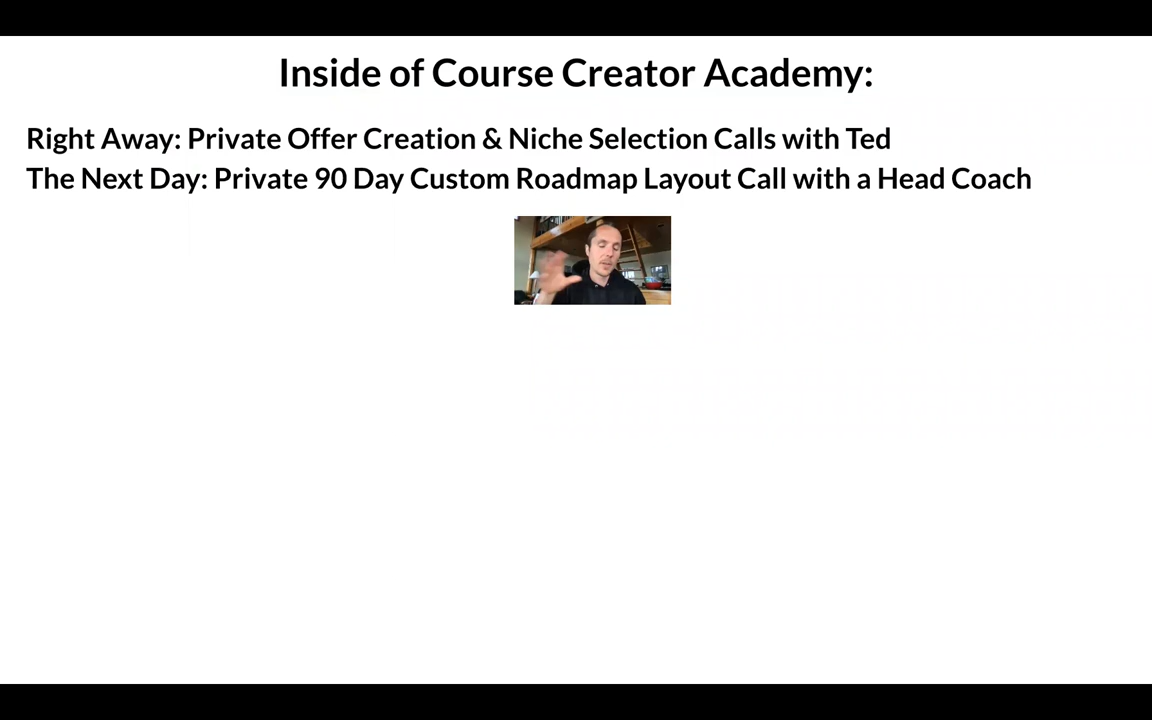 Inside of Course Creator Academy:
Right Away: Private Offer Creation & Niche Selection Calls with Ted
The Next Day: Private 90 Day Custom Roadmap Layout Call with a Head Coach